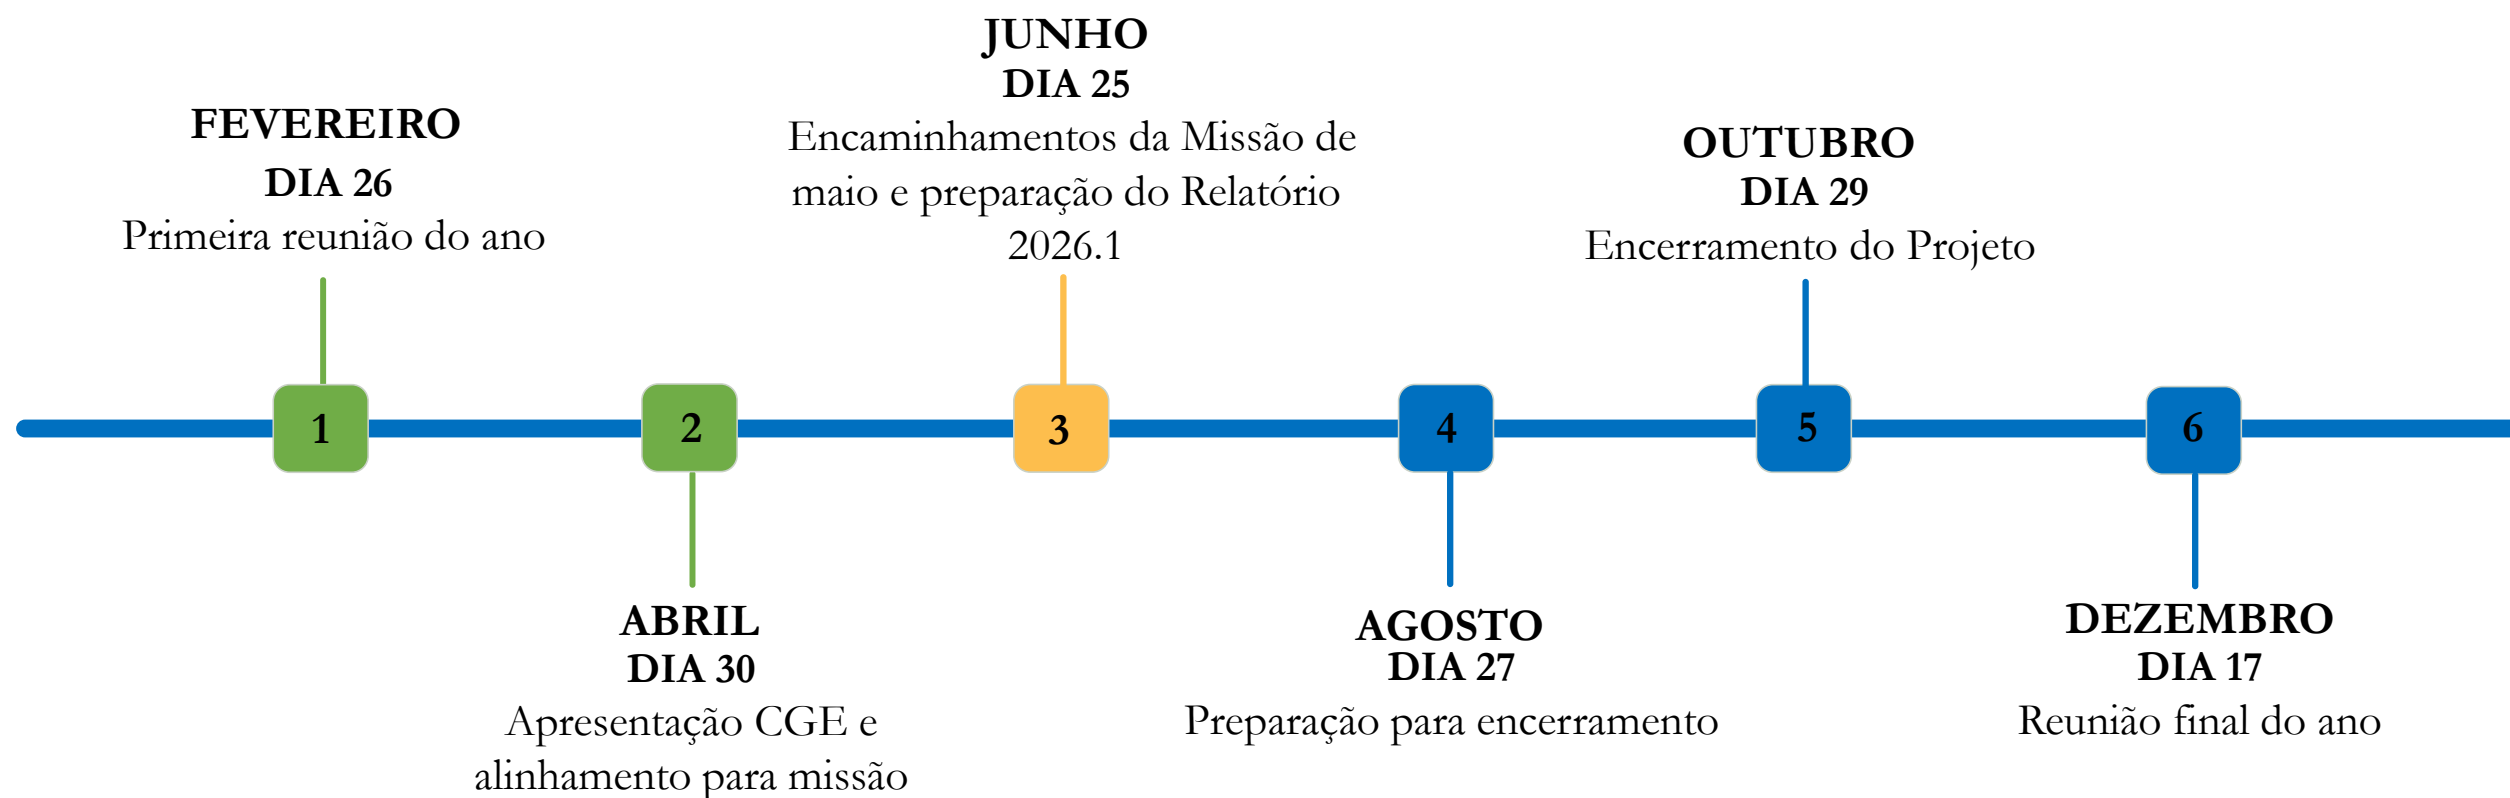 FEVEREIRO
DIA 26
Primeira reunião do ano
1
2
ABRIL
DIA 30
Apresentação CGE e
alinhamento para missão
JUNHO
DIA 25
Encaminhamentos da Missão de
maio e preparação do Relatório
2026.1
3
4
AGOSTO
DIA 27
Preparação para encerramento
OUTUBRO
DIA 29
Encerramento do Projeto
5
6
DEZEMBRO
DIA 17
Reunião final do ano